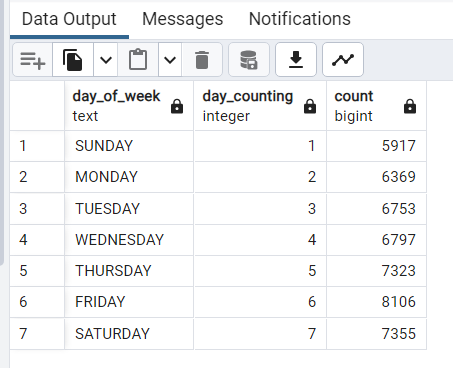 Data Output Messages Notifications
day_of_week day_counting count
text integer bigint
1 SUNDAY 1 5917
2 MONDAY 2 6369
3 TUESDAY 3 6753
4 WEDNESDAY 4 6797
5 THURSDAY 5 7323
6 FRIDAY 6 8106
7 SATURDAY 7 7355